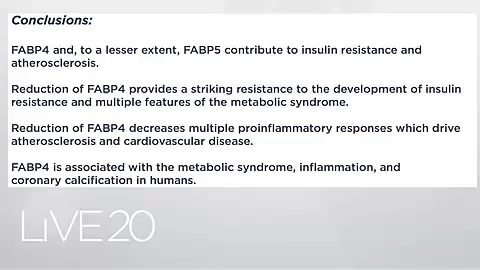 Conclusions:
FABP4 and, to a lesser extent, FABP5 contribute to insulin resistance and
atherosclerosis.
Reduction of FABP4 provides a striking resistance to the development of insulin
resistance and multiple features of the metabolic syndrome.
Reduction of FABP4 decreases multiple proinflammatory responses which drive
atherosclerosis and cardiovascular disease.
FABP4 is associated with the metabolic syndrome, inflammation, and
coronary calcification in humans.
LiVE20